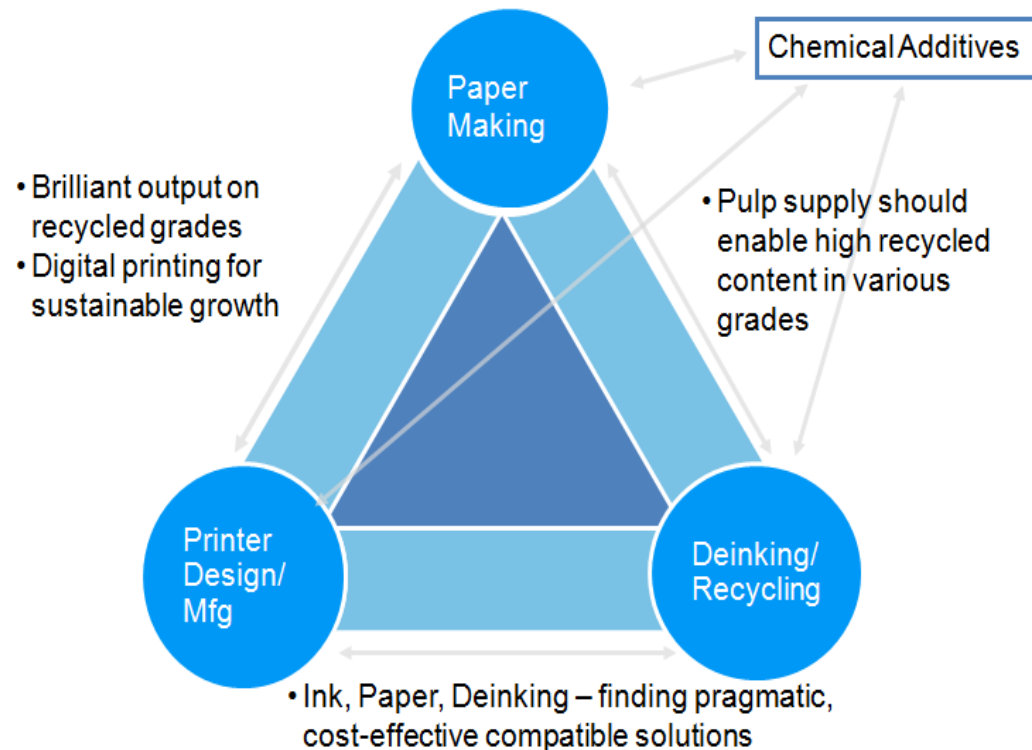 Chemical Additives
Paper
Making
• Brilliant output on
recycled grades
• Digital printing for
sustainable growth
• Pulp supply should
enable high recycled
content in various
grades
Printer
Design/
Mfg
Deinking/
Recycling
• Ink, Paper, Deinking – finding pragmatic,
cost-effective compatible solutions